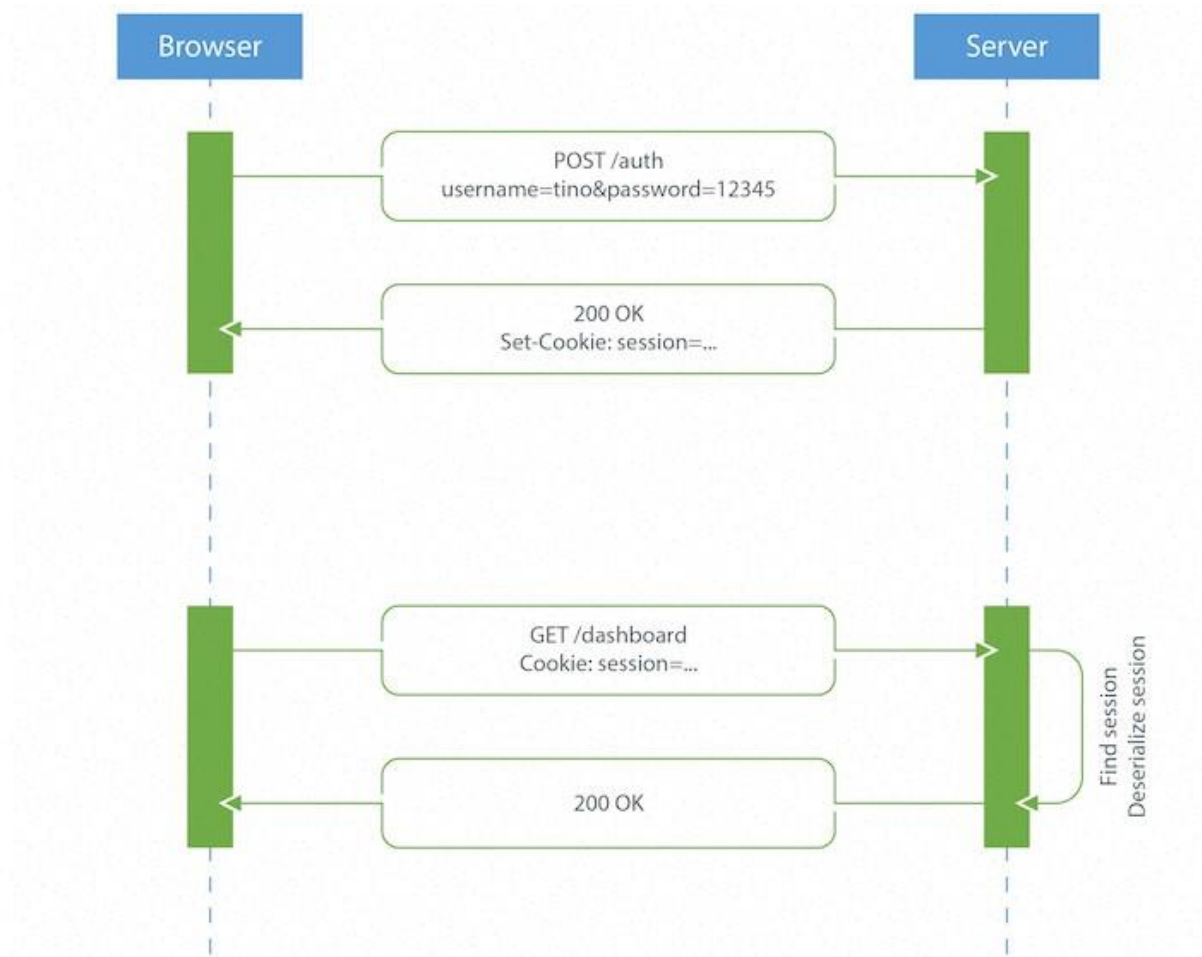 Browser
Server
POST /auth
username=tino&password=12345
200 OK
Set-Cookie: session=...
GET /dashboard
Cookie: session=...
Find session
Deserialize session
200 OK